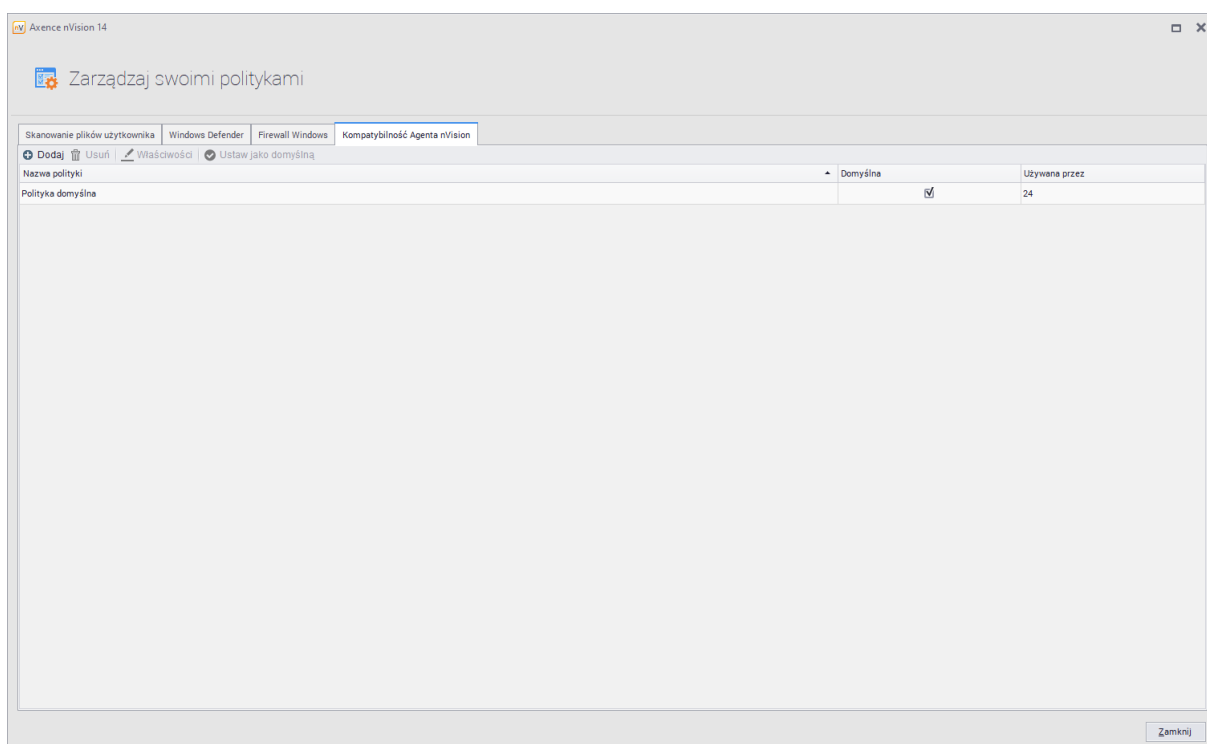 nV Axence nVision 14
Zarządzaj swoimi politykami
Skanowanie plików użytkownika Windows Defender Firewall Windows Kompatybilność Agenta nVision
Dodaj Usuń Właściwości Ustaw jako domyślną
Nazwa polityki Domyślna Używana przez
Polityka domyślna 24
Zamknij